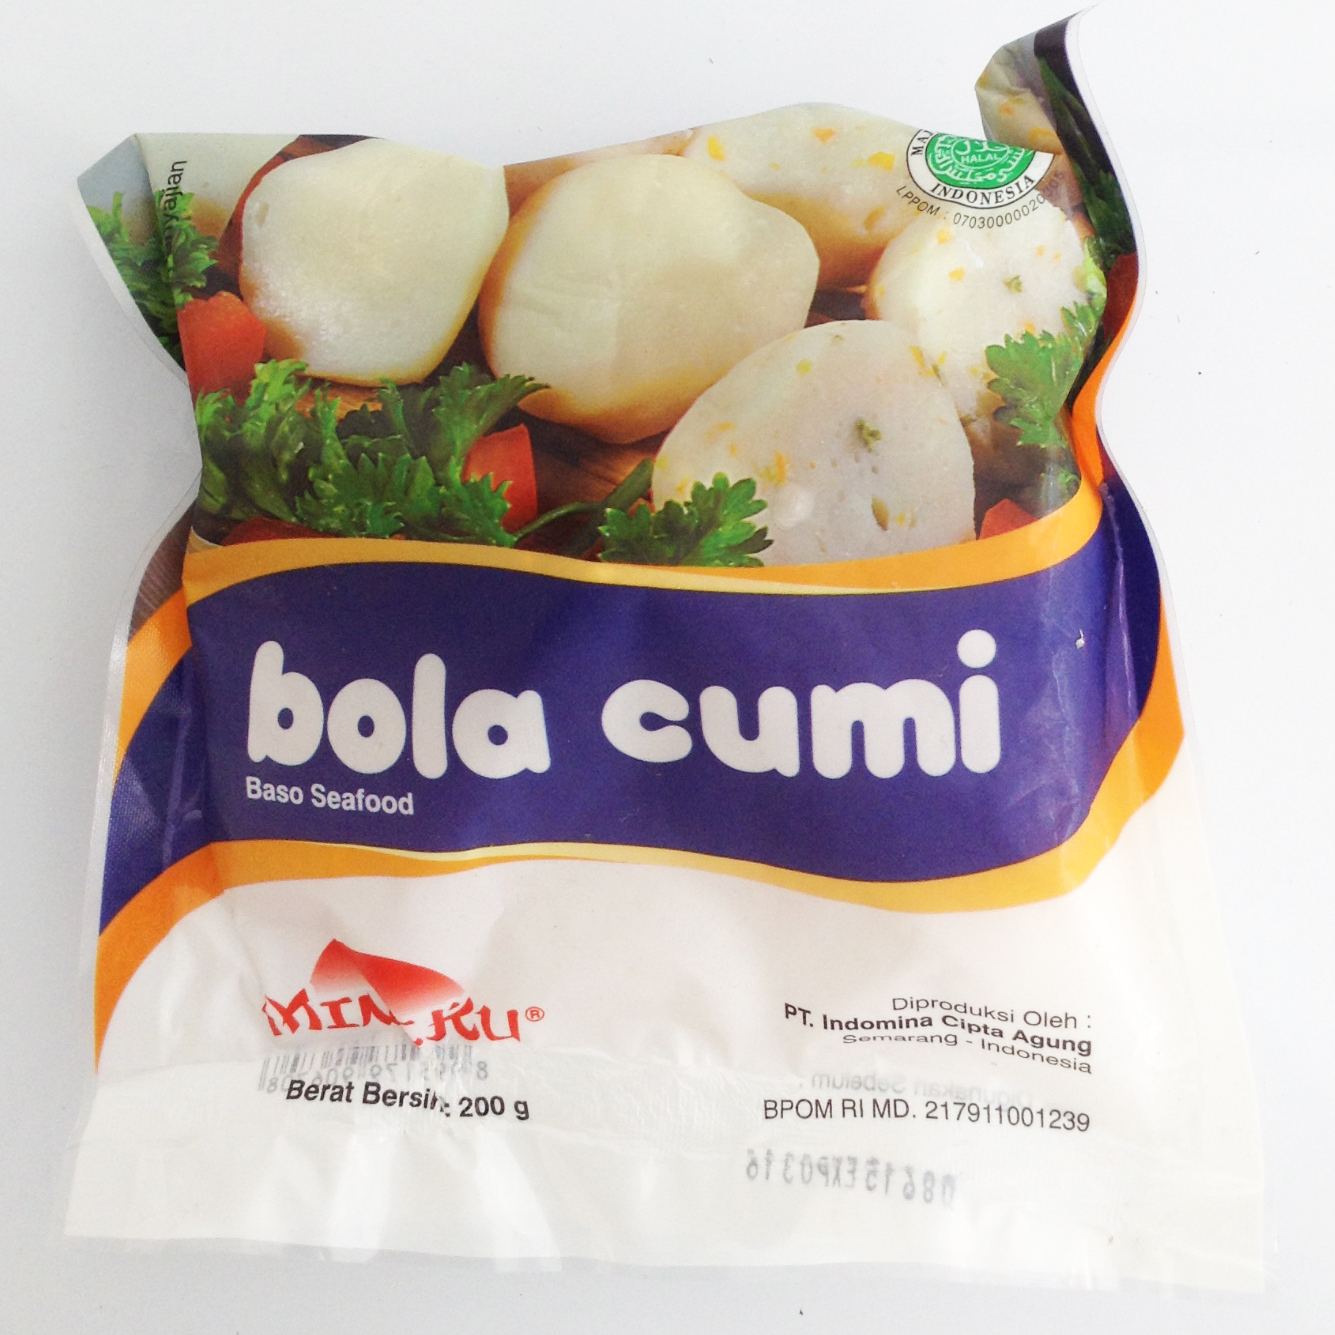 HALAL
INDONESIA
bola cumi
Baso Seafood
Diproduksi Oleh :
PT. Indomina Cipta Agung
Semarang - Indonesia
Berat Bersih: 200 g
BPOM RI MD. 217911001239
EXP0316